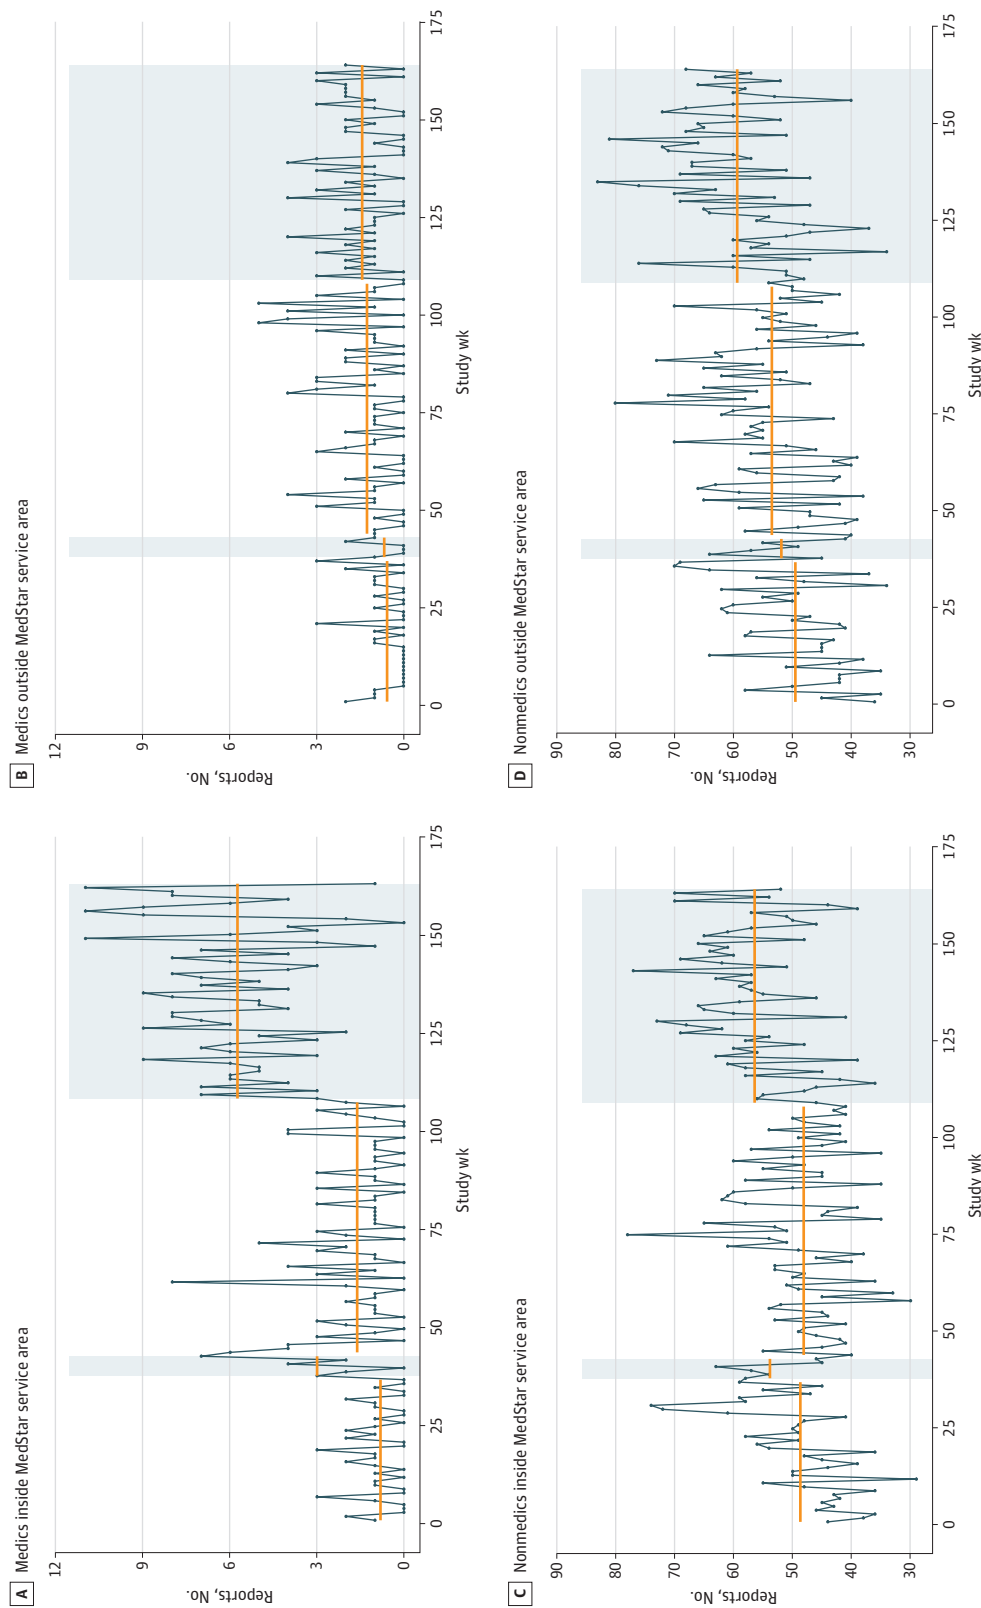 A Medics inside MedStar service area
12
9
6
3
0
Reports, No.
0 25 50 75 100 125 150 175
Study wk
B Medics outside MedStar service area
12
9
6
3
0
Reports, No.
0 25 50 75 100 125 150 175
Study wk
C Nonmedics inside MedStar service area
90
80
70
60
50
40
30
Reports, No.
0 25 50 75 100 125 150 175
Study wk
D Nonmedics outside MedStar service area
90
80
70
60
50
40
30
Reports, No.
0 25 50 75 100 125 150 175
Study wk